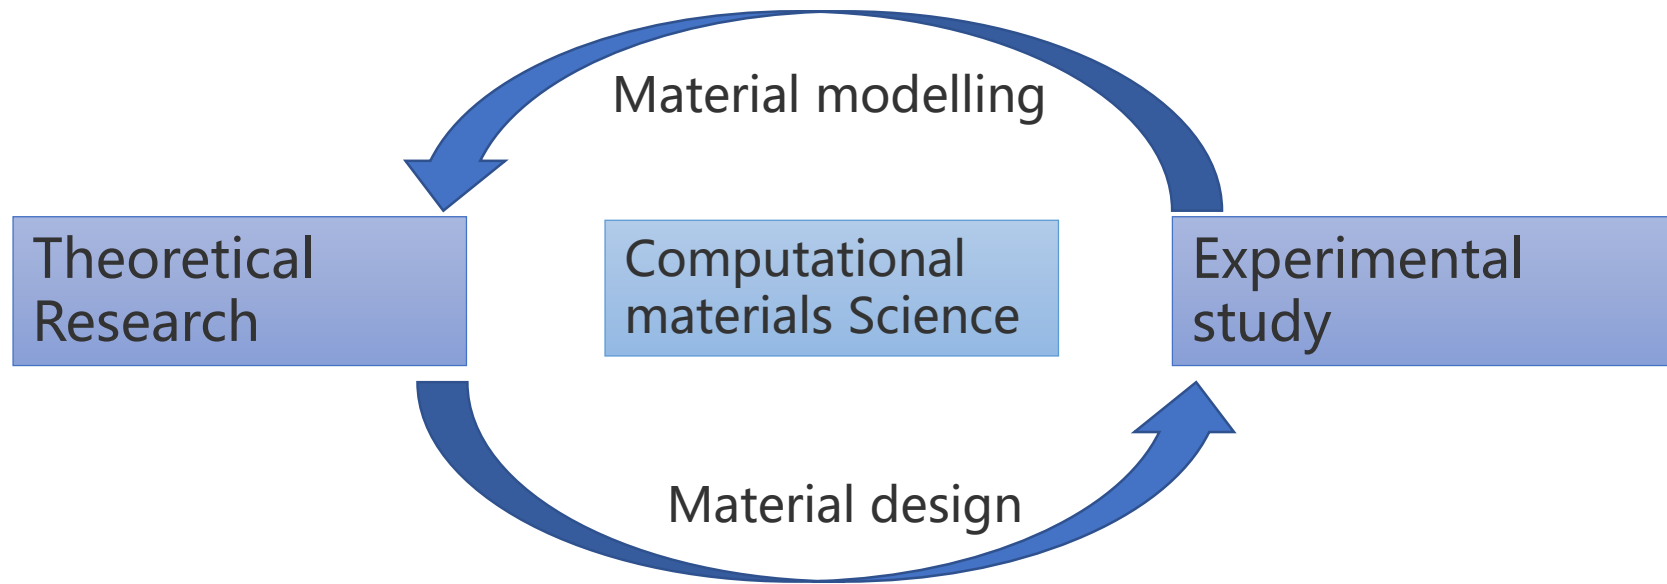 Material modelling
Theoretical
Research
Computational
materials Science
Experimental
study
Material design